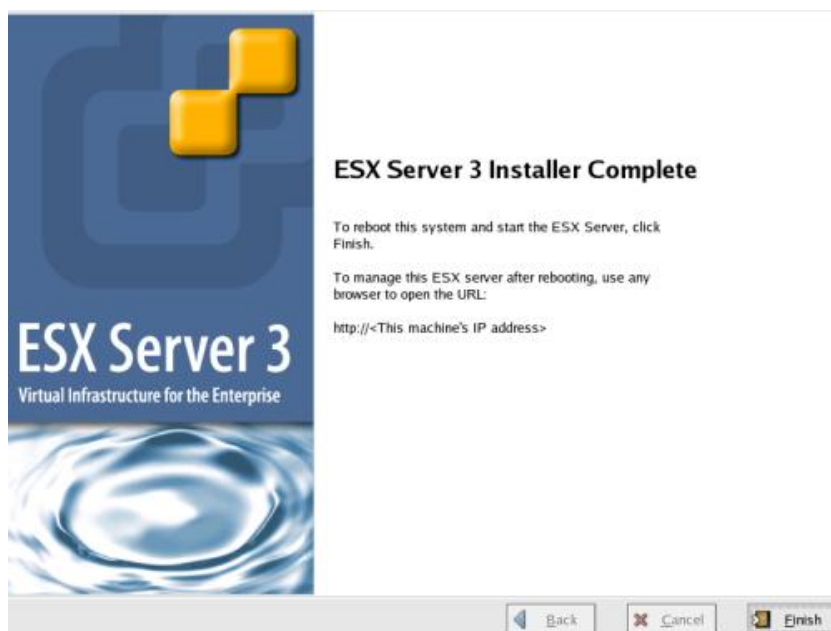 ESX Server 3
Virtual Infrastructure for the Enterprise
ESX Server 3 Installer Complete
To reboot this system and start the ESX Server, click
Finish.
To manage this ESX server after rebooting, use any
browser to open the URL:
http://<This machine's IP address>
Back
Cancel
Finish